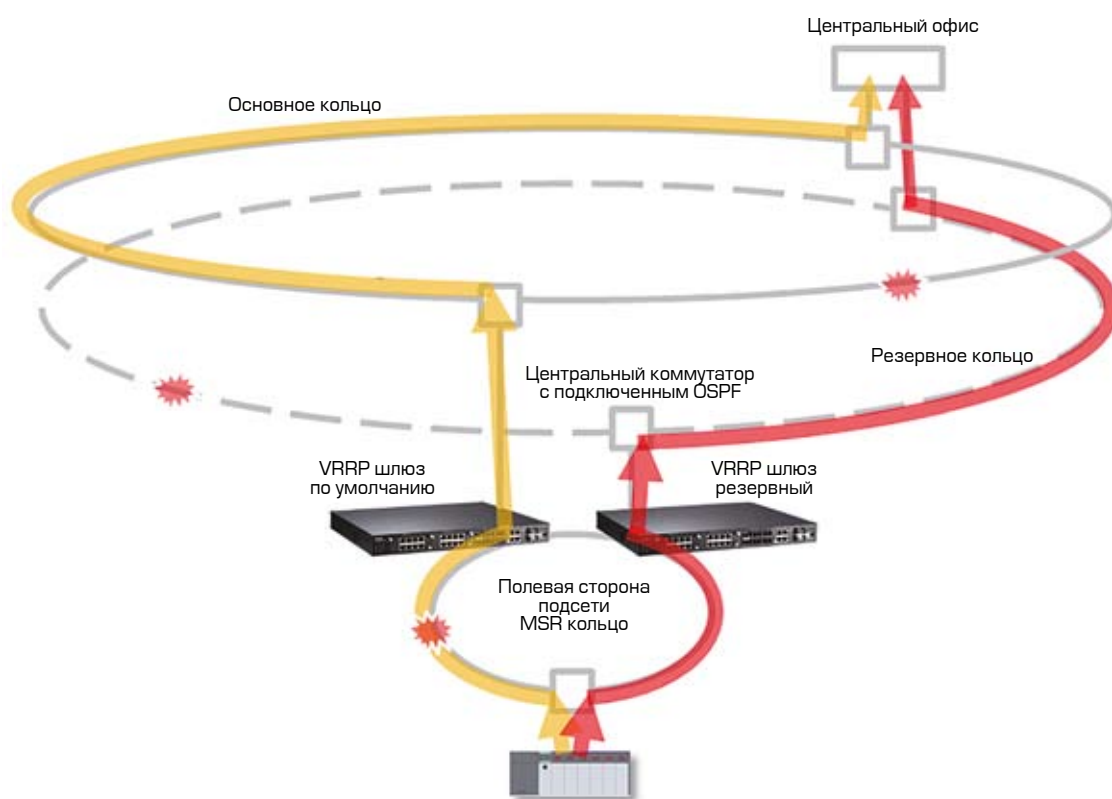 Центральный офис
Основное кольцо
Резервное кольцо
Центральный коммутатор
с подключенным OSPF
VRRP шлюз
по умолчанию
VRRP шлюз
резервный
Полевая сторона
подсети
MSR кольцо